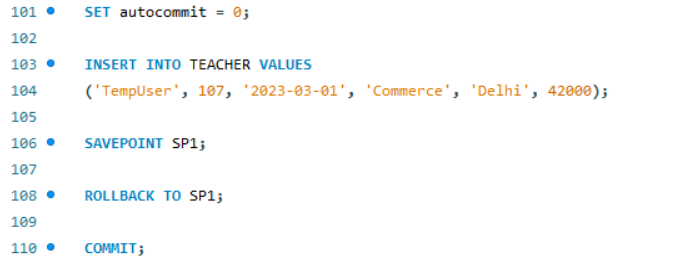 101 SET autocommit = 0;
102
103 INSERT INTO TEACHER VALUES
104 ('TempUser', 107, '2023-03-01', 'Commerce', 'Delhi', 42000);
105
106 SAVEPOINT SP1;
107
108 ROLLBACK TO SP1;
109
110 COMMIT;